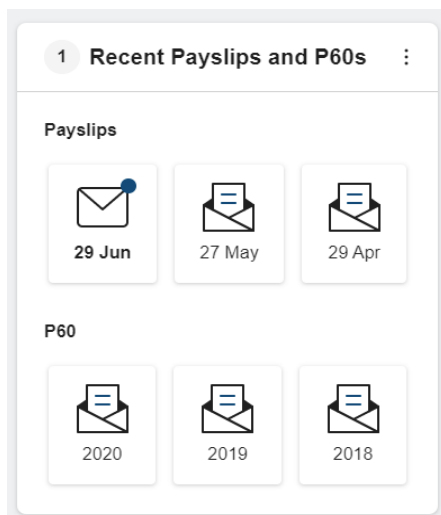 1 Recent Payslips and P60s
Payslips
29 Jun 27 May 29 Apr
P60
2020 2019 2018